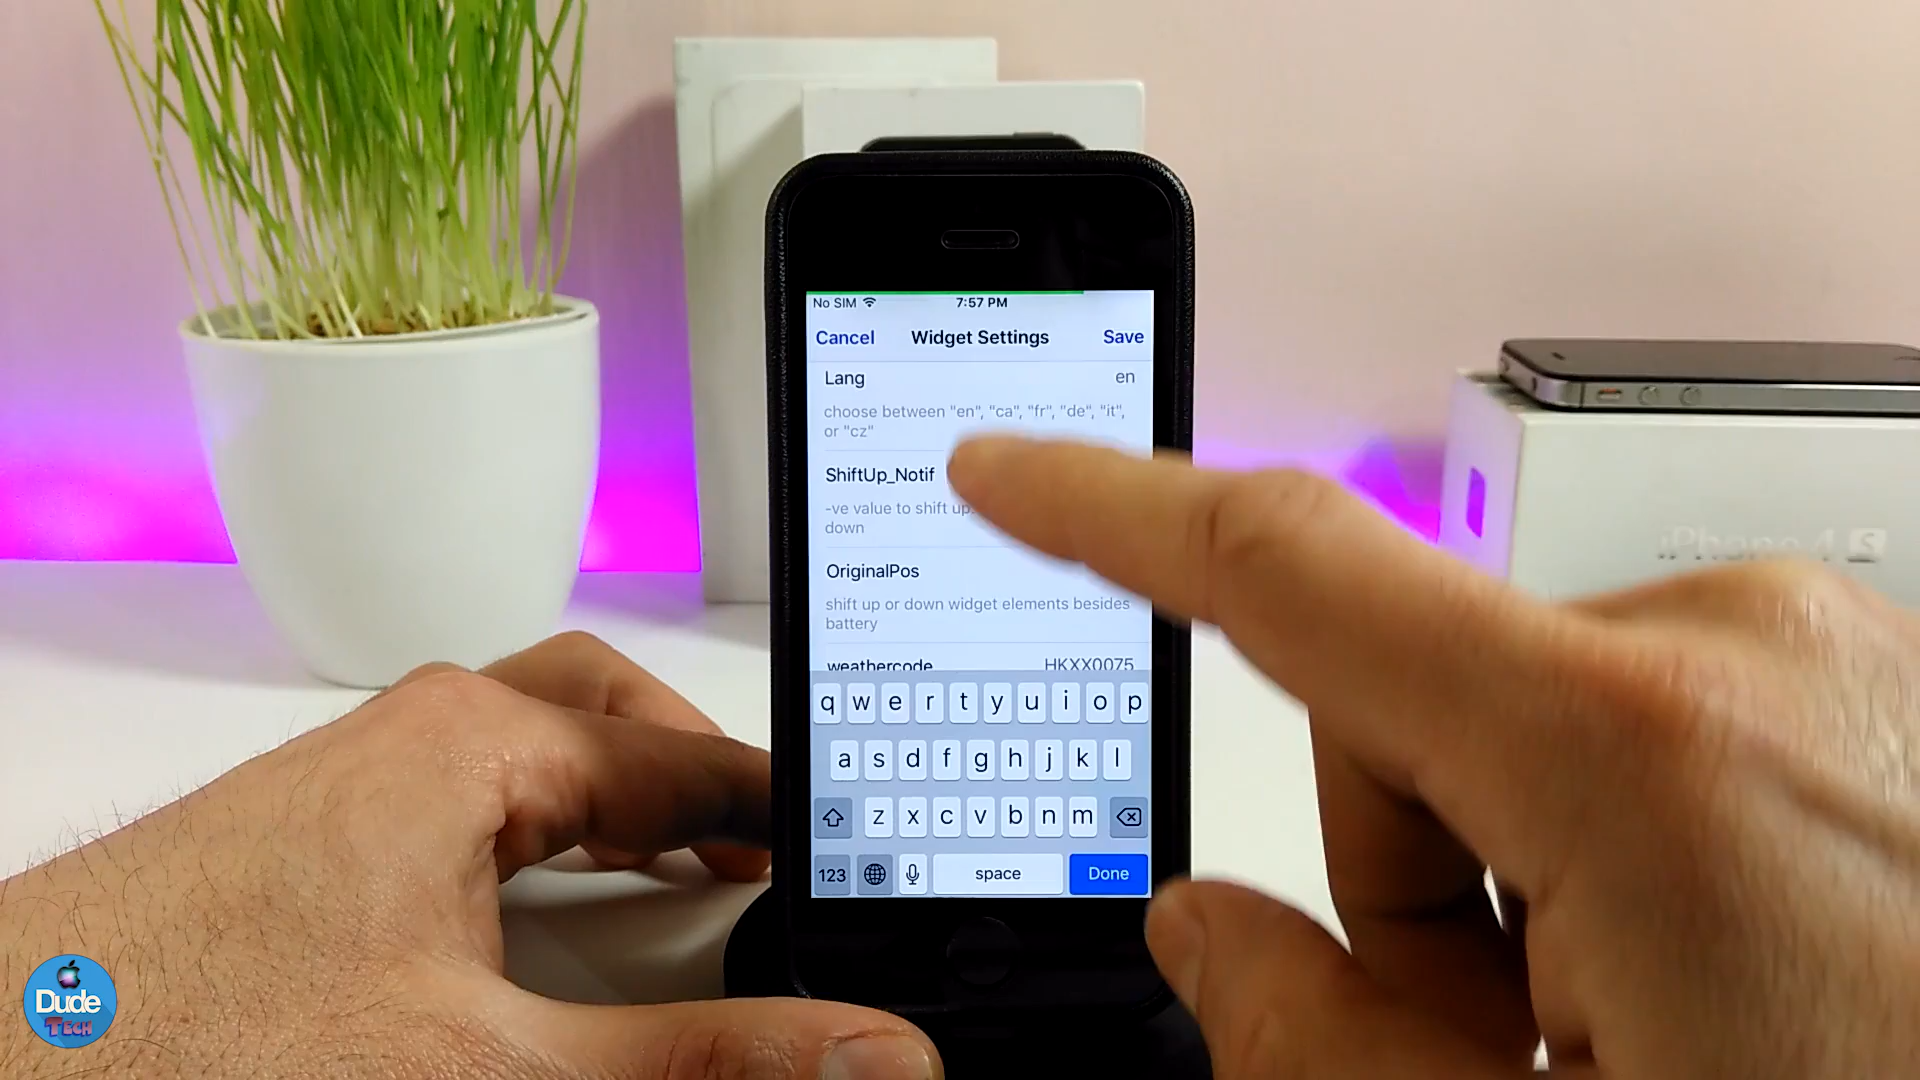 No SIM
7:57 PM
Cancel
Widget Settings
Save
Lang
en
choose between "en", "ca", "fr", "de", "it",
or "cz"
ShiftUp_Notif
-ve value to shift up
down
OriginalPos
shift up or down widget elements besides
battery
weathercode
HKXX0075
q w e r t y u i o p
a s d f g h j k l
z x c v b n m
123
space
Done
iPhone 4 S
Dude
TECH